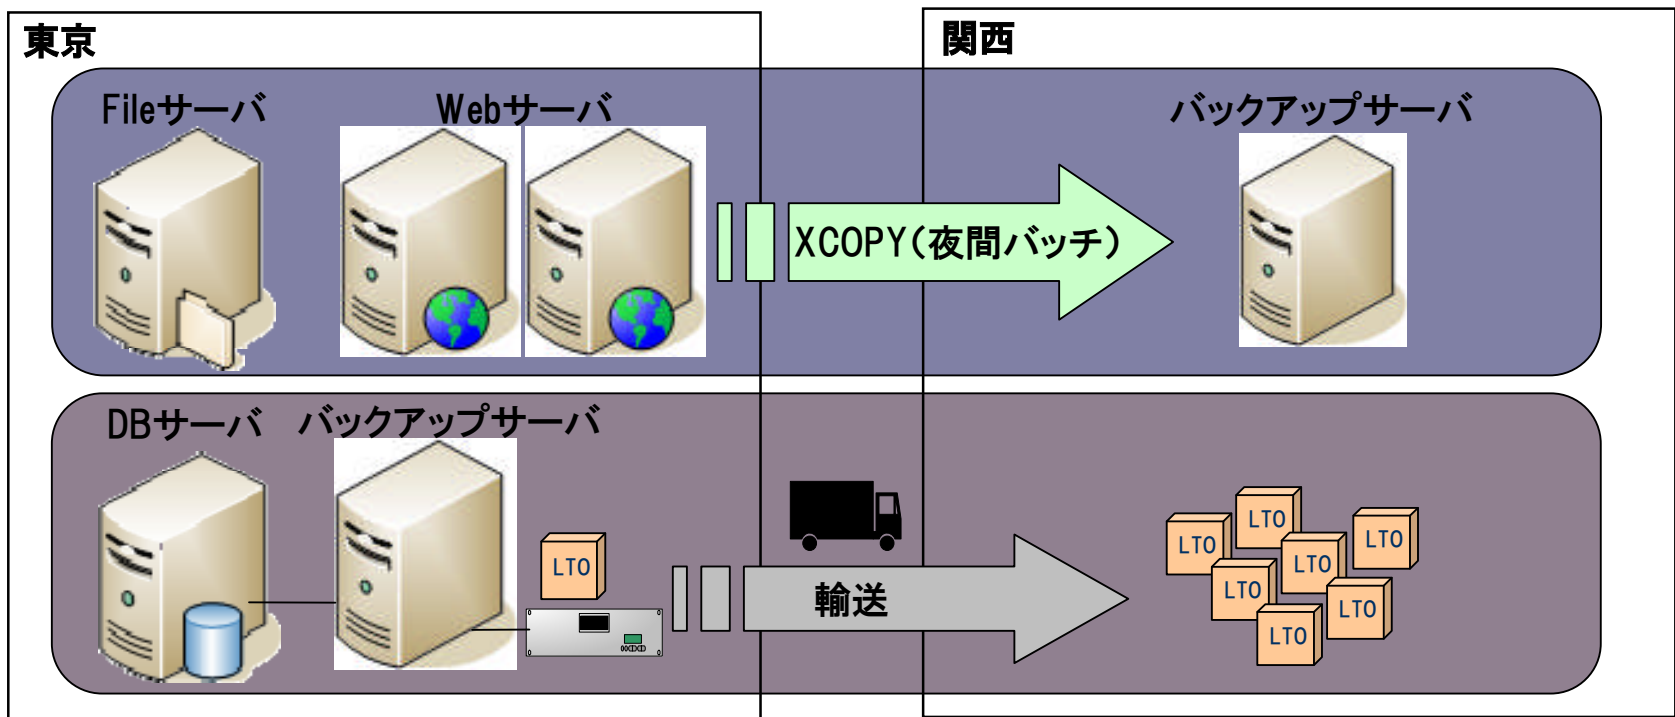 東京
関西
Fileサーバ
Webサーバ
バックアップサーバ
XCOPY(夜間バッチ)
DBサーバ
バックアップサーバ
LTO
輸送
LTO
LTO
LTO
LTO
LTO
LTO
LTO